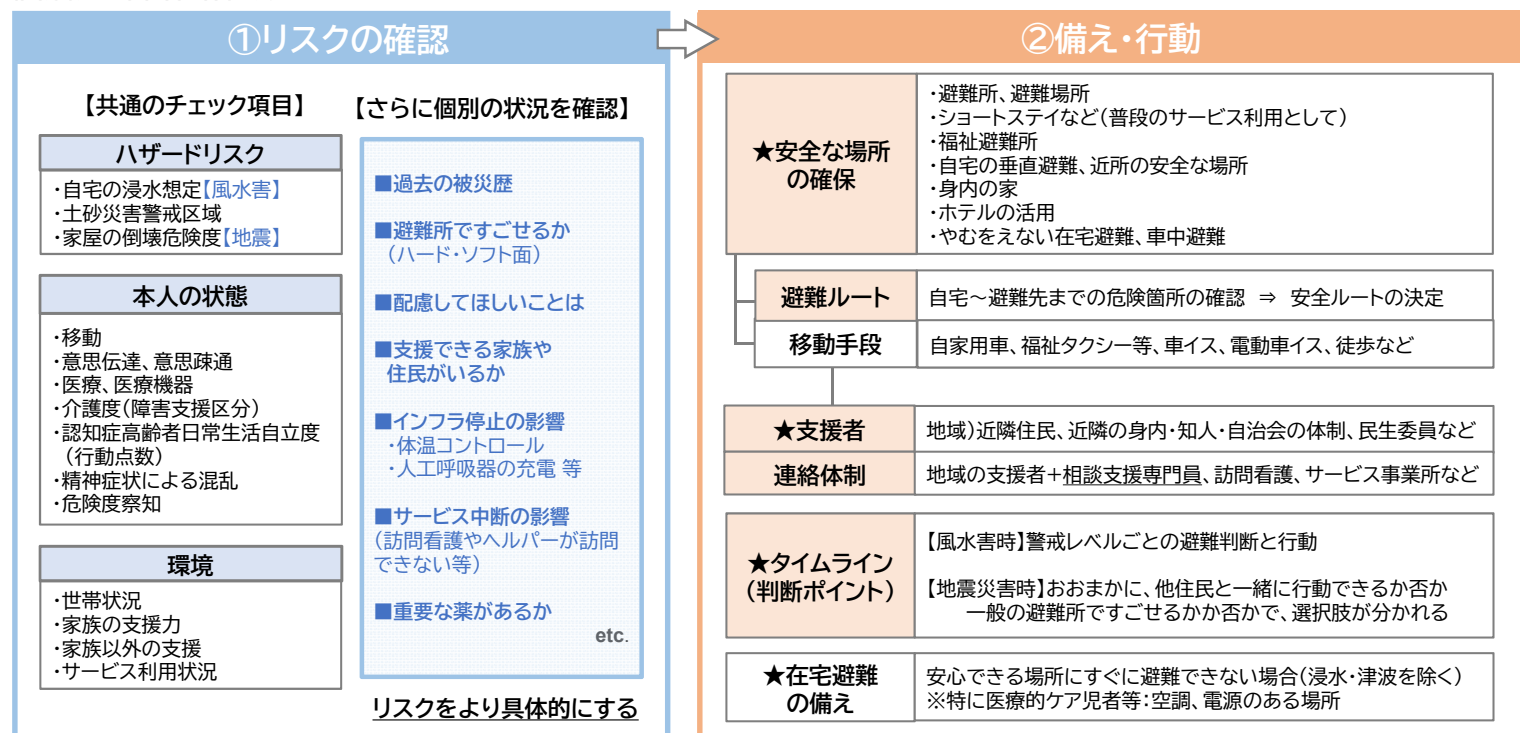 ①リスクの確認
【共通のチェック項目】
ハザードリスク
・自宅の浸水想定【風水害】
・土砂災害警戒区域
・家屋の倒壊危険度【地震】
本人の状態
・移動
・意思伝達、意思疎通
・医療、医療機器
・介護度(障害支援区分)
・認知症高齢者日常生活自立度
(行動点数)
・精神症状による混乱
・危険度察知
環境
・世帯状況
・家族の支援力
・家族以外の支援
・サービス利用状況
【さらに個別の状況を確認】
■過去の被災歴
■避難所ですごせるか
(ハード・ソフト面)
■配慮してほしいことは
■支援できる家族や
住民がいるか
■インフラ停止の影響
・体温コントロール
・人工呼吸器の充電 等
■サービス中断の影響
(訪問看護やヘルパーが訪問
できない等)
■重要な薬があるか
etc.
リスクをより具体的にする
②備え・行動
★安全な場所
の確保
・避難所、避難場所
・ショートステイなど(普段のサービス利用として)
・福祉避難所
・自宅の垂直避難、近所の安全な場所
・身内の家
・ホテルの活用
・やむをえない在宅避難、車中避難
避難ルート
自宅～避難先までの危険箇所の確認 ⇒ 安全ルートの決定
移動手段
自家用車、福祉タクシー等、車イス、電動車イス、徒歩など
★支援者
地域)近隣住民、近隣の身内・知人・自治会の体制、民生委員など
連絡体制
地域の支援者+相談支援専門員、訪問看護、サービス事業所など
★タイムライン
(判断ポイント)
【風水害時】警戒レベルごとの避難判断と行動
【地震災害時】おおまかに、他住民と一緒に行動できるか否か
一般の避難所ですごせるかか否かで、選択肢が分かれる
★在宅避難
の備え
安心できる場所にすぐに避難できない場合(浸水・津波を除く)
※特に医療的ケア児者等:空調、電源のある場所